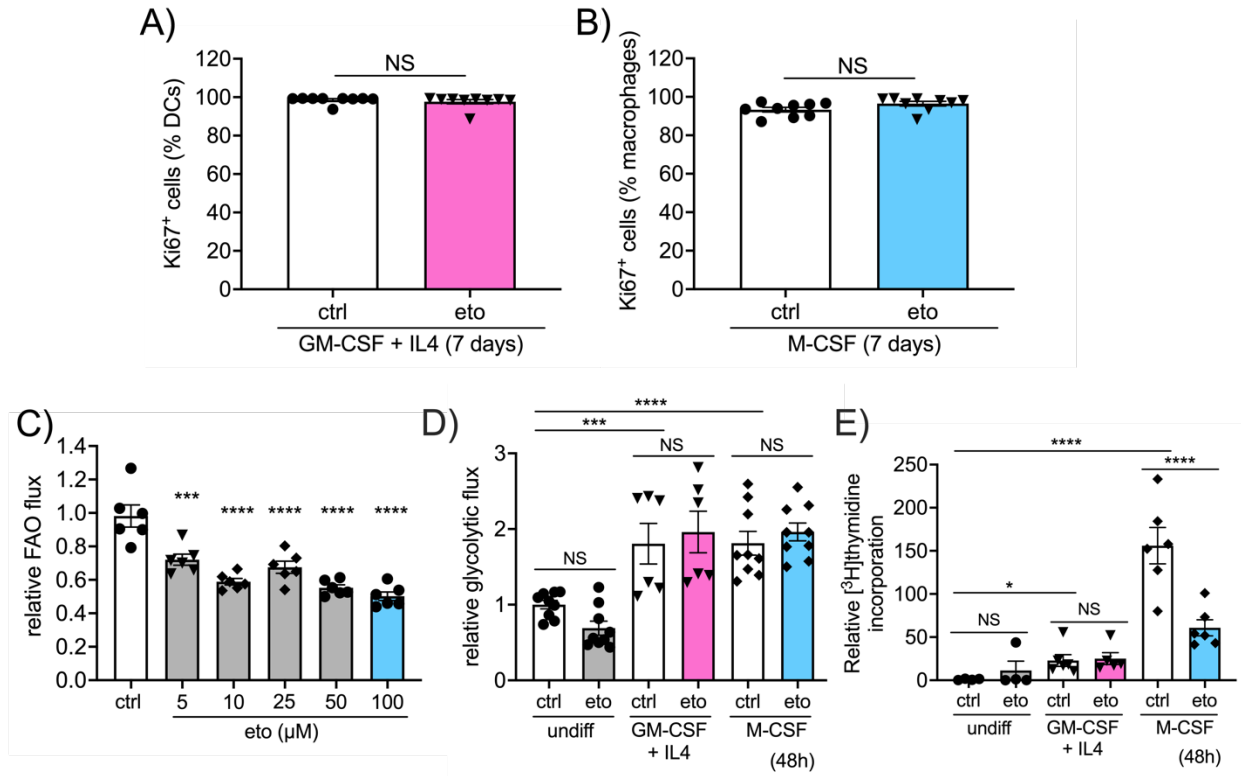 A)
Ki67⁺ cells (% DCs)
120
100
80
60
40
20
0
NS
ctrl
eto
GM-CSF + IL4 (7 days)
B)
Ki67⁺ cells (% macrophages)
120
100
80
60
40
20
0
NS
ctrl
eto
M-CSF (7 days)
C)
relative FAO flux
1.4
1.2
1.0
0.8
0.6
0.4
0.2
0.0
***
****
****
****
****
ctrl
5
10
25
50
100
eto (µM)
D)
relative glycolytic flux
3
2
1
0
****
***
NS
NS
NS
ctrl
eto
ctrl
eto
ctrl
eto
undiff
GM-CSF
+ IL4
M-CSF
(48h)
E)
Relative [³H]thymidine
incorporation
250
200
150
100
50
0
****
****
*
NS
NS
ctrl
eto
ctrl
eto
ctrl
eto
undiff
GM-CSF
+ IL4
M-CSF
(48h)